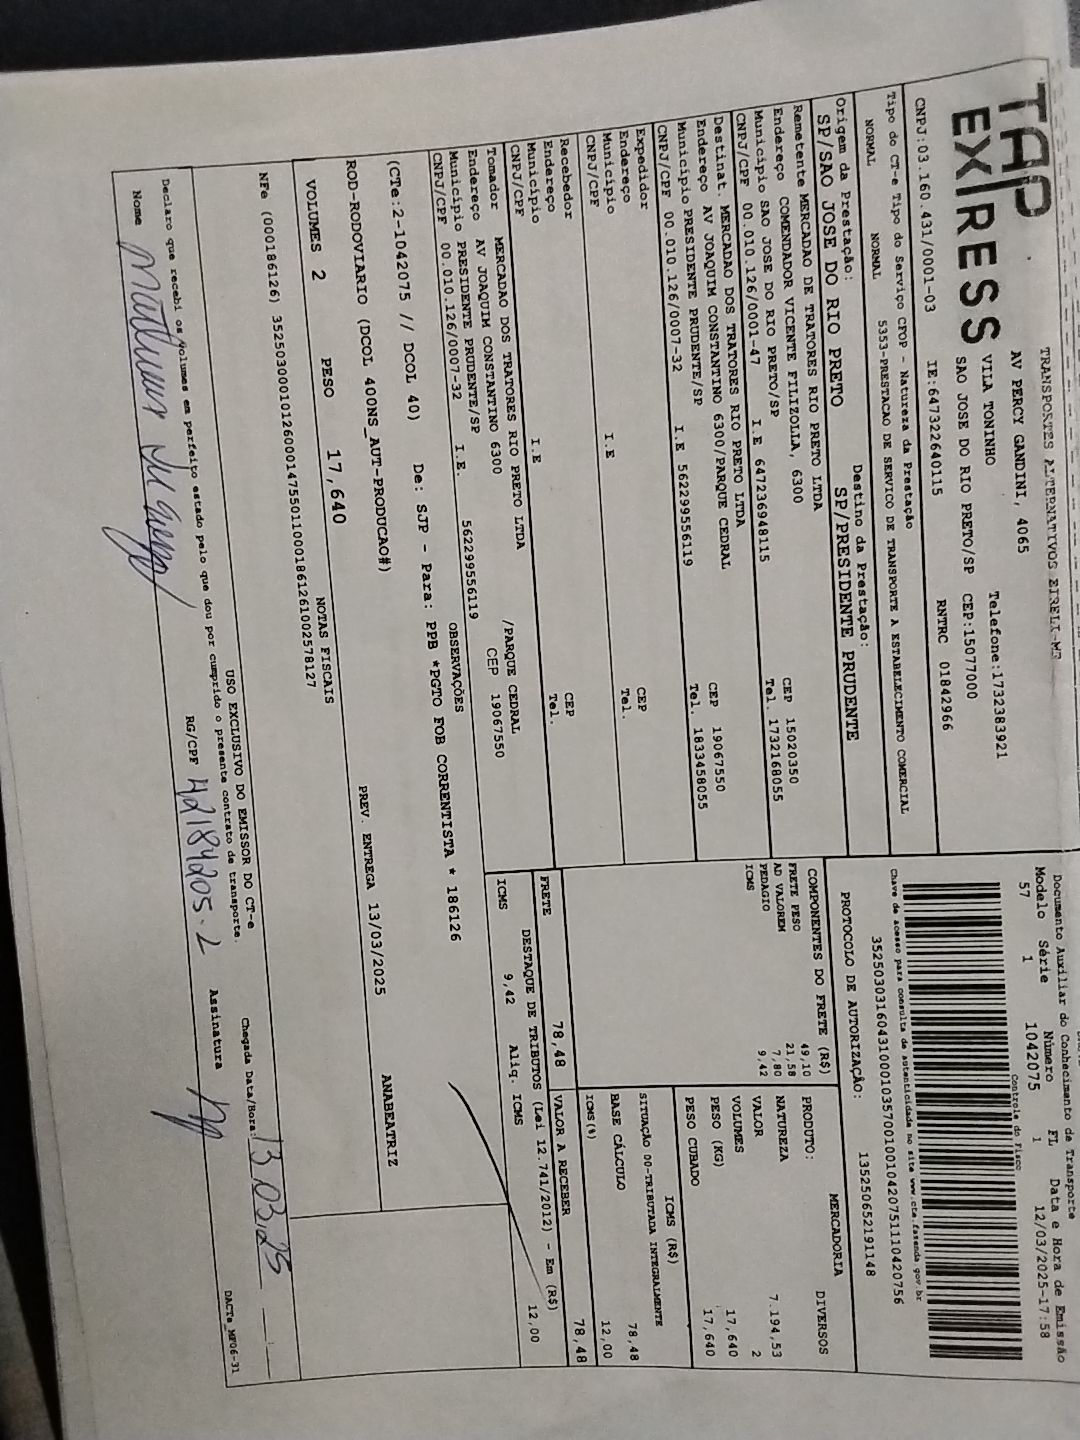 TAP
EXPRESS
TRANSPORTES ALTERNATIVOS EIRELI-ME
AV PERCY GANDINI, 4065
VILA TONINHO
SAO JOSE DO RIO PRETO/SP CEP:15077000
Telefone:1732383921
CNPJ:03.160.431/0001-03 IE:647322640115 RNTRC 01842966
Tipo do CT-e Tipo do Serviço CFOP - Natureza da Prestação
NORMAL NORMAL 5353-PRESTACAO DE SERVICO DE TRANSPORTE A ESTABELECIMENTO COMERCIAL
Origem da Prestação: Destino da Prestação:
SP/SAO JOSE DO RIO PRETO SP/PRESIDENTE PRUDENTE
Remetente MERCADAO DE TRATORES RIO PRETO LTDA
Endereço COMENDADOR VICENTE FILIZOLLA, 6300 CEP 15020350
Município SAO JOSE DO RIO PRETO/SP Tel. 1732168055
CNPJ/CPF 00.010.126/0001-47 I.E 647236948115
Destinat. MERCADAO DOS TRATORES RIO PRETO LTDA
Endereço AV JOAQUIM CONSTANTINO 6300/PARQUE CEDRAL CEP 19067550
Município PRESIDENTE PRUDENTE/SP Tel. 1833458055
CNPJ/CPF 00.010.126/0007-32 I.E 562299556119
Expedidor
Endereço CEP
Município Tel.
CNPJ/CPF I.E
Recebedor
Endereço CEP
Município Tel.
CNPJ/CPF I.E
Tomador MERCADAO DOS TRATORES RIO PRETO LTDA
Endereço AV JOAQUIM CONSTANTINO 6300 /PARQUE CEDRAL
Município PRESIDENTE PRUDENTE/SP CEP 19067550
CNPJ/CPF 00.010.126/0007-32 I.E. 562299556119
Documento Auxiliar do Conhecimento de Transporte
Modelo Série Número FL Data e Hora de Emissão
57 1 1042075 1 12/03/2025-17:58
Controle do Fisco
Chave de acesso para consulta de autenticidade no site www.cte.fazenda.gov.br
35250303160431000103570010010420751110420756
PROTOCOLO DE AUTORIZAÇÃO: 135250652191148
COMPONENTES DO FRETE (R$)
FRETE PESO 49,10
AD VALOREM 21,58
PEDAGIO 7,80
ICMS 9,42
FRETE 78,48
MERCADORIA
PRODUTO: DIVERSOS
NATUREZA
VALOR 7.194,53
VOLUMES 2
PESO (KG) 17,640
PESO CUBADO 17,640
ICMS (R$)
SITUAÇÃO 00-TRIBUTADA INTEGRALMENTE
BASE CÁLCULO 78,48
ICMS(%) 12,00
VALOR A RECEBER 78,48
DESTAQUE DE TRIBUTOS (Lei 12.741/2012) - Em (R$)
ICMS 9,42 Aliq. ICMS 12,00
OBSERVAÇÕES
(CTe:2-1042075 // DCOL 40) De: SJP - Para: PPB *PGTO FOB CORRENTISTA * 186126
ROD-RODOVIARIO (DCOL 400NS_AUT-PRODUCAO#)
PREV. ENTREGA 13/03/2025 ANABEATRIZ
VOLUMES 2 PESO 17,640
NOTAS FISCAIS
NFe (000186126) 35250300010126000147550110001861261002578127
USO EXCLUSIVO DO EMISSOR DO CT-e
Declaro que recebi os volumes em perfeito estado pelo que dou por cumprido o presente contrato de transporte.
Chegada Data/Hora: 13 03,25
Nome RG/CPF 42184205-2 Assinatura
DACTe_MF06-31